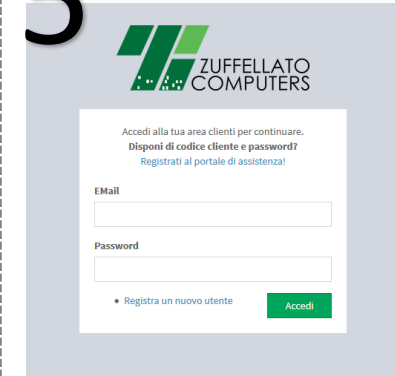 ZUFFELLATO
COMPUTERS
Accedi alla tua area clienti per continuare.
Disponi di codice cliente e password?
Registrati al portale di assistenza!
EMail
Password
Registra un nuovo utente
Accedi